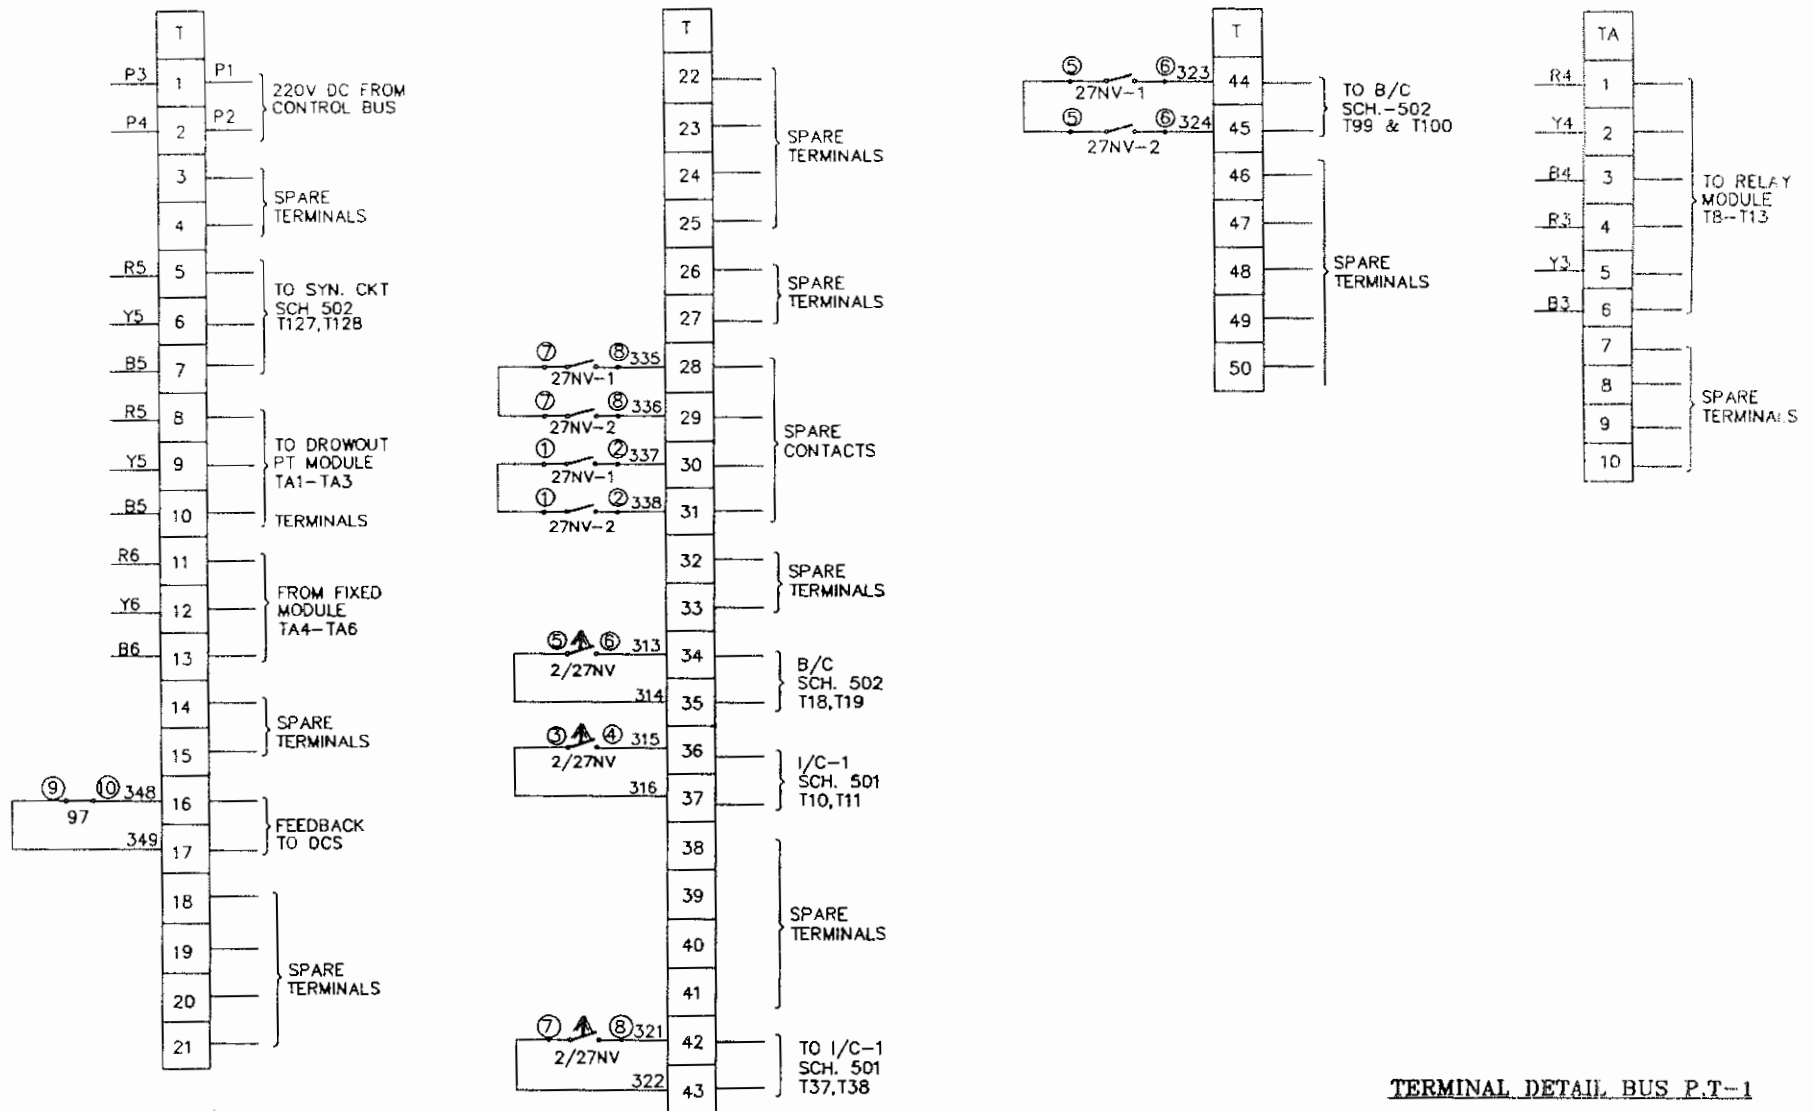 T
P3 1 P1
P4 2 P2
220V DC FROM
CONTROL BUS
3
4
SPARE
TERMINALS
R5 5
Y5 6
B5 7
TO SYN. CKT
SCH 502
T127,T128
R5 8
Y5 9
B5 10
TO DROWOUT
PT MODULE
TA1-TA3
TERMINALS
R6 11
Y6 12
B6 13
FROM FIXED
MODULE
TA4-TA6
14
15
SPARE
TERMINALS
9 10 348 16
97
349 17
FEEDBACK
TO DCS
18
19
20
21
SPARE
TERMINALS
T
22
23
24
25
SPARE
TERMINALS
26
27
SPARE
TERMINALS
7 8 335 28
27NV-1
7 8 336 29
27NV-2
1 2 337 30
27NV-1
1 2 338 31
27NV-2
SPARE
CONTACTS
32
33
SPARE
TERMINALS
5 6 313 34
2/27NV
314 35
B/C
SCH. 502
T18,T19
3 4 315 36
2/27NV
316 37
I/C-1
SCH. 501
T10,T11
38
39
40
41
SPARE
TERMINALS
7 8 321 42
2/27NV
322 43
TO I/C-1
SCH. 501
T37,T38
T
5 6 323 44
27NV-1
5 6 324 45
27NV-2
TO B/C
SCH.-502
T99 & T100
46
47
48
49
50
SPARE
TERMINALS
TA
R4 1
Y4 2
B4 3
R3 4
Y3 5
B3 6
TO RELAY
MODULE
T8-T13
7
8
9
10
SPARE
TERMINALS
TERMINAL DETAIL BUS P.T-1